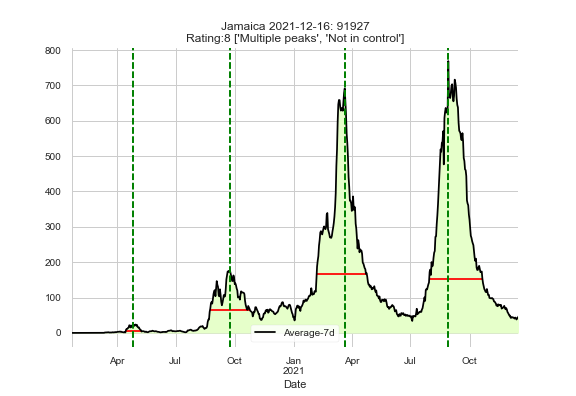 Jamaica 2021-12-16: 91927
Rating:8 ['Multiple peaks', 'Not in control']
800
700
600
500
400
300
200
100
0
Average-7d
Apr Jul Oct Jan Apr Jul Oct
2021
Date